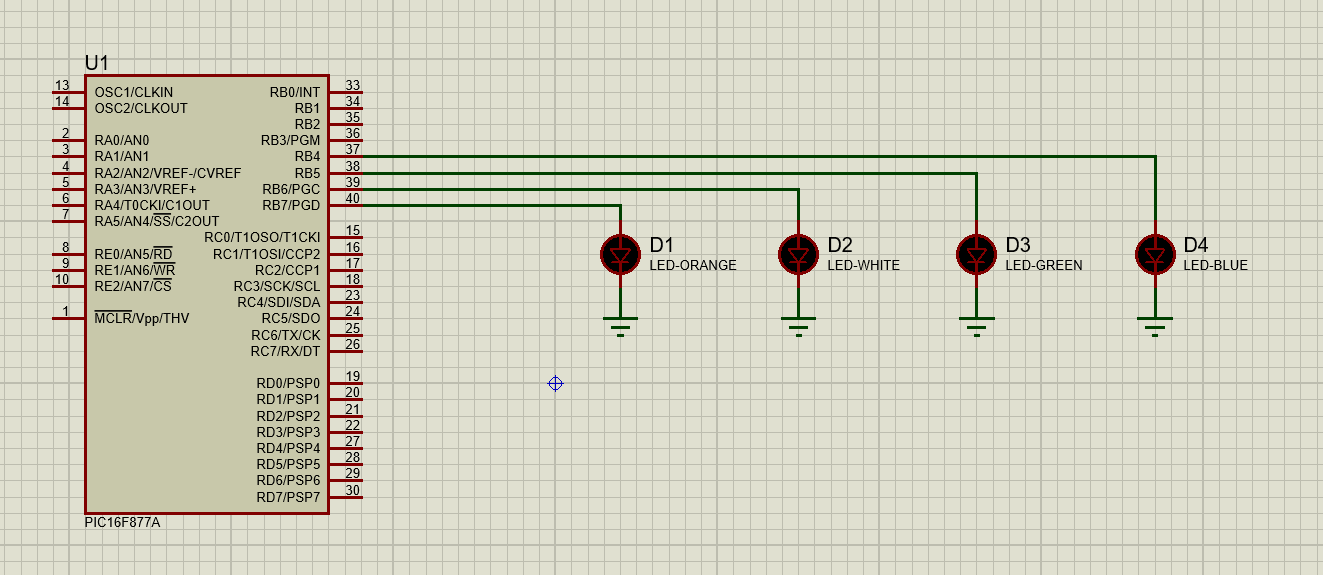 U1
13 OSC1/CLKIN RB0/INT 33
14 OSC2/CLKOUT RB1 34
RB2 35
2 RA0/AN0 RB3/PGM 36
3 RA1/AN1 RB4 37
4 RA2/AN2/VREF-/CVREF RB5 38
5 RA3/AN3/VREF+ RB6/PGC 39
6 RA4/T0CKI/C1OUT RB7/PGD 40
7 RA5/AN4/SS/C2OUT
RC0/T1OSO/T1CKI 15
8 RE0/AN5/RD RC1/T1OSI/CCP2 16
9 RE1/AN6/WR RC2/CCP1 17
10 RE2/AN7/CS RC3/SCK/SCL 18
RC4/SDI/SDA 23
1 MCLR/Vpp/THV RC5/SDO 24
RC6/TX/CK 25
RC7/RX/DT 26
RD0/PSP0 19
RD1/PSP1 20
RD2/PSP2 21
RD3/PSP3 22
RD4/PSP4 27
RD5/PSP5 28
RD6/PSP6 29
RD7/PSP7 30
PIC16F877A
D1
LED-ORANGE
D2
LED-WHITE
D3
LED-GREEN
D4
LED-BLUE